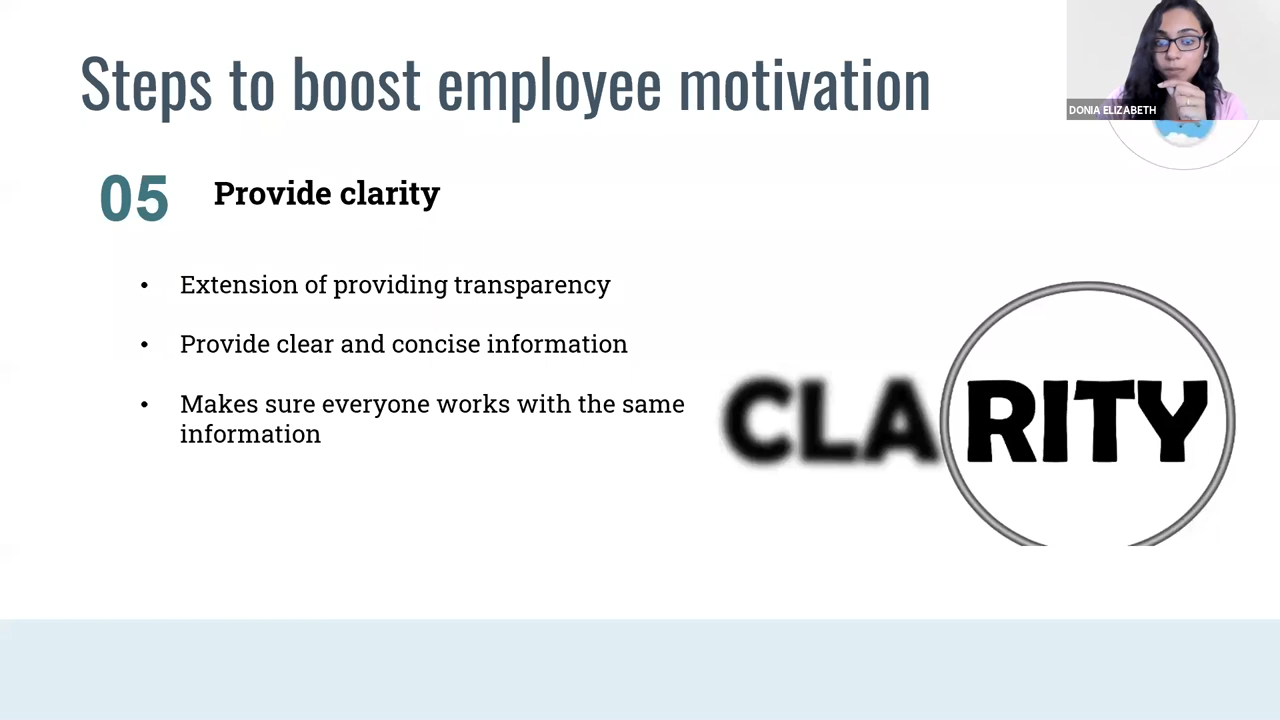 Steps to boost employee motivation
DONIA ELIZABETH
05 Provide clarity
• Extension of providing transparency
• Provide clear and concise information
• Makes sure everyone works with the same
information
CLARITY